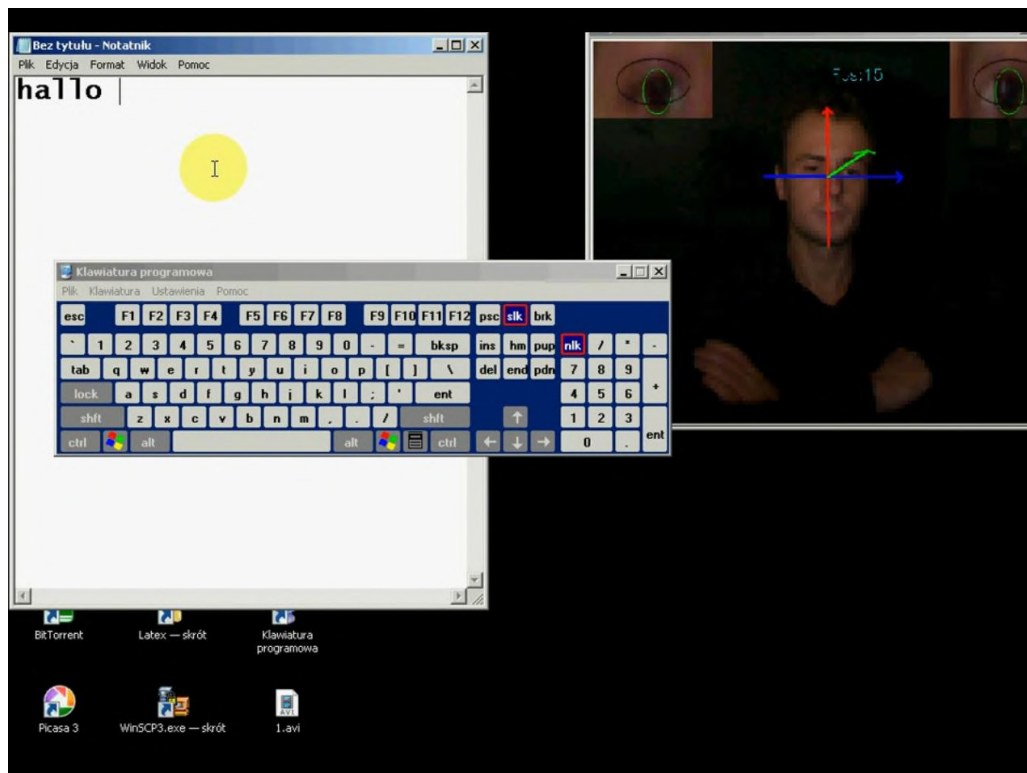 Bez tytułu - Notatnik
Plik Edycja Format Widok Pomoc
hallo
Klawiatura programowa
Plik Klawiatura Ustawienia Pomoc
esc F1 F2 F3 F4 F5 F6 F7 F8 F9 F10 F11 F12 psc slk brk
` 1 2 3 4 5 6 7 8 9 0 - = bksp ins hm pup nlk / * -
tab q w e r t y u i o p [ ] \ del end pdn 7 8 9 +
lock a s d f g h j k l ; ' ent 4 5 6
shft z x c v b n m , . / shft ↑ 1 2 3 ent
ctrl alt alt ctrl ← ↓ → 0 .
BitTorrent
Latex — skrót
Klawiatura
programowa
Picasa 3
WinSCP3.exe — skrót
AVI
1.avi